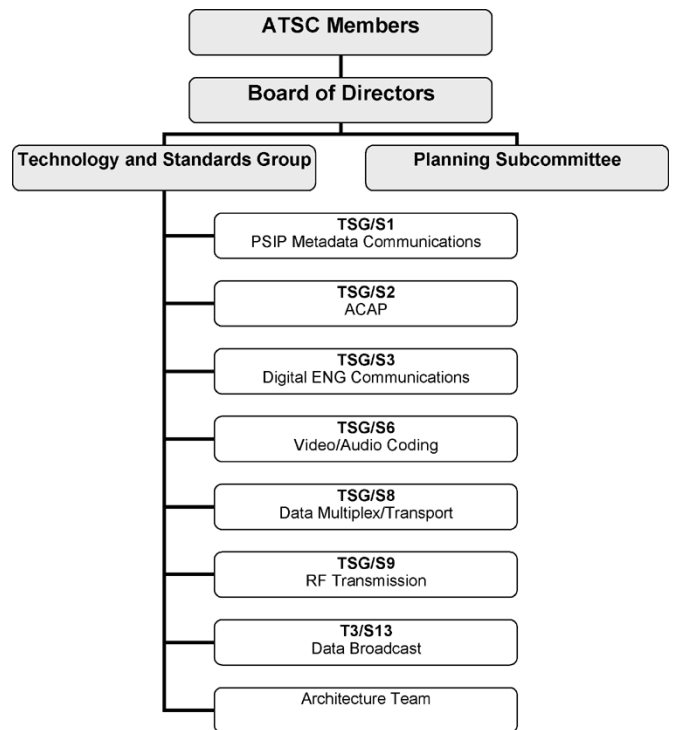 ATSC Members
Board of Directors
Technology and Standards Group
Planning Subcommittee
TSG/S1
PSIP Metadata Communications
TSG/S2
ACAP
TSG/S3
Digital ENG Communications
TSG/S6
Video/Audio Coding
TSG/S8
Data Multiplex/Transport
TSG/S9
RF Transmission
T3/S13
Data Broadcast
Architecture Team